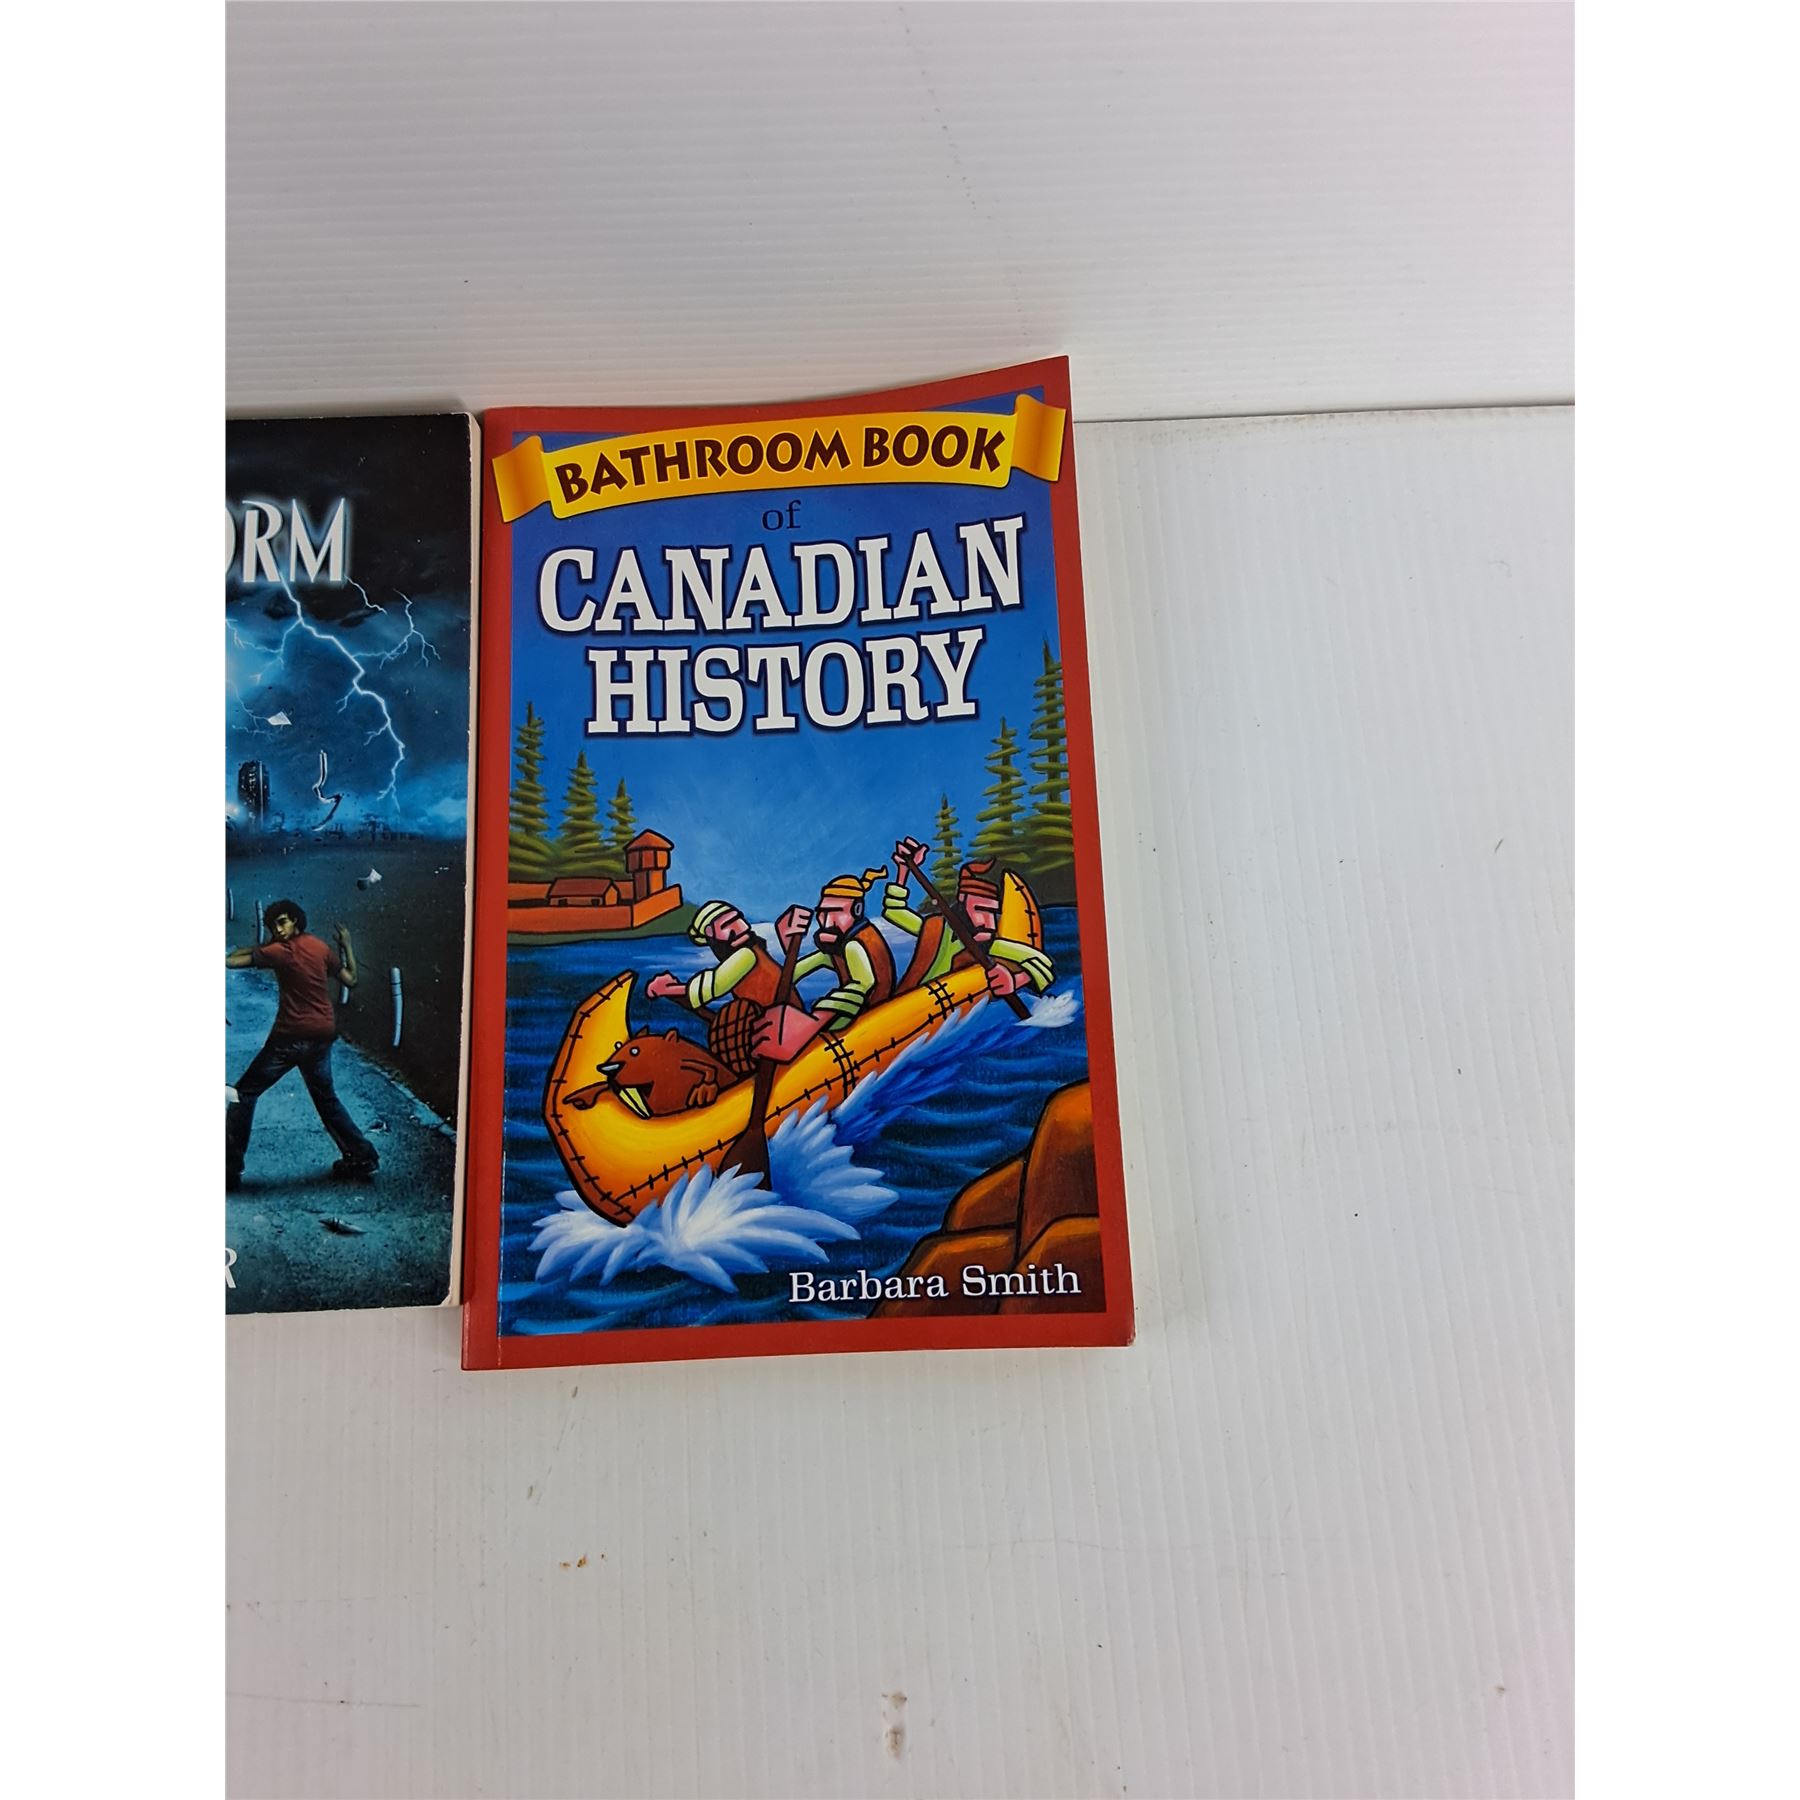 ORM
R
BATHROOM BOOK
of
CANADIAN
HISTORY
Barbara Smith